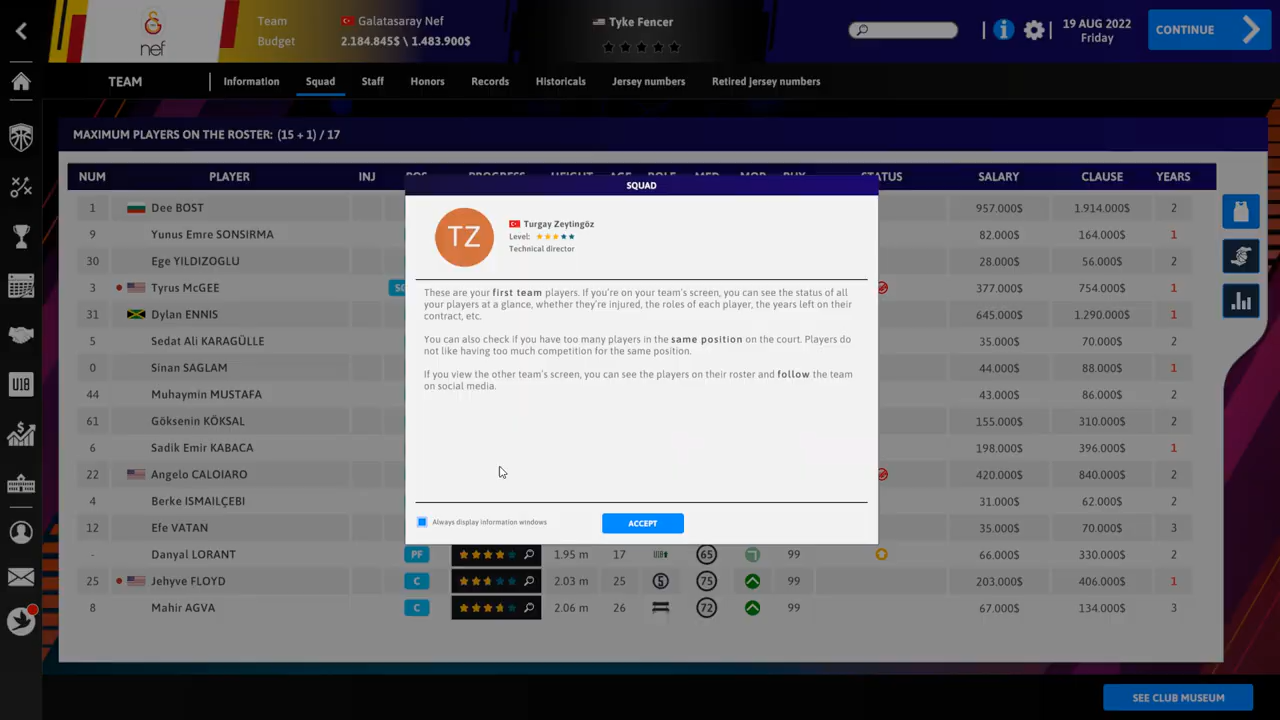 nef
Team Galatasaray Nef
Budget 2.184.845$ \ 1.483.900$
Tyke Fencer
19 AUG 2022
Friday
CONTINUE
TEAM Information Squad Staff Honors Records Historicals Jersey numbers Retired jersey numbers
MAXIMUM PLAYERS ON THE ROSTER: (15 + 1) / 17
NUM PLAYER INJ STATUS SALARY CLAUSE YEARS
1 Dee BOST 957.000$ 1.914.000$ 2
9 Yunus Emre SONSiRMA 82.000$ 164.000$ 1
30 Ege YILDIZOGLU 28.000$ 56.000$ 2
3 Tyrus McGEE 377.000$ 754.000$ 1
31 Dylan ENNIS 645.000$ 1.290.000$ 1
5 Sedat Ali KARAGÜLLE 35.000$ 70.000$ 2
0 Sinan SAGLAM 44.000$ 88.000$ 1
44 Muhaymin MUSTAFA 43.000$ 86.000$ 2
61 Göksenin KÖKSAL 155.000$ 310.000$ 2
6 Sadik Emir KABACA 198.000$ 396.000$ 1
22 Angelo CALOIARO 420.000$ 840.000$ 2
4 Berke ISMAILÇEBI 31.000$ 62.000$ 2
12 Efe VATAN 35.000$ 70.000$ 3
- Danyal LORANT PF 1.95 m 17 U18 65 99 66.000$ 330.000$ 2
25 Jehyve FLOYD C 2.03 m 25 5 75 99 203.000$ 406.000$ 1
8 Mahir AGVA C 2.06 m 26 72 99 67.000$ 134.000$ 3
SQUAD
TZ
Turgay Zeytingöz
Level:
Technical director
These are your first team players. If you're on your team's screen, you can see the status of all
your players at a glance, whether they're injured, the roles of each player, the years left on their
contract, etc.
You can also check if you have too many players in the same position on the court. Players do
not like having too much competition for the same position.
If you view the other team's screen, you can see the players on their roster and follow the team
on social media.
Always display information windows
ACCEPT
U18
SEE CLUB MUSEUM